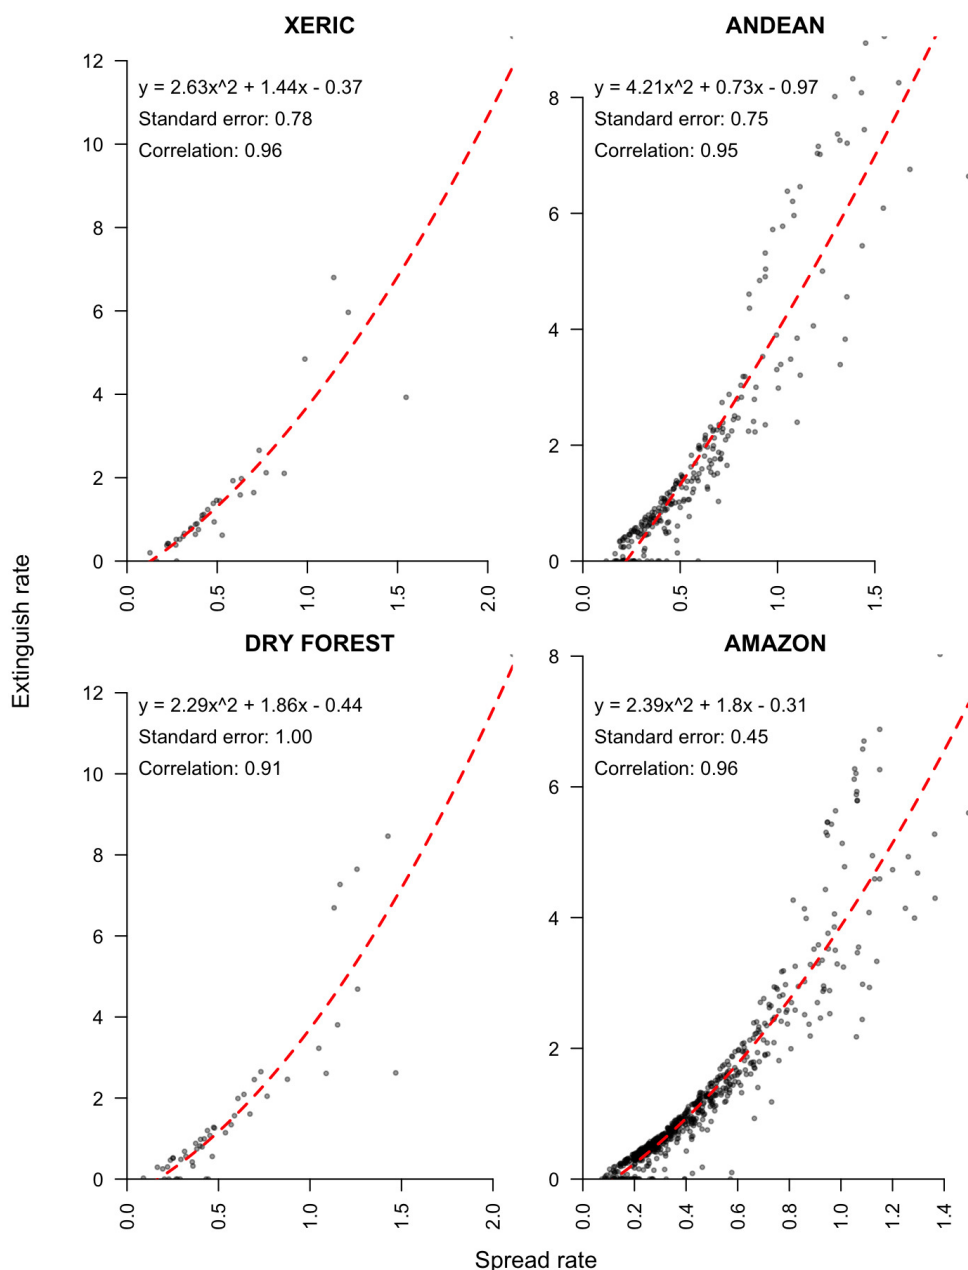 XERIC
y = 2.63x^2 + 1.44x - 0.37
Standard error: 0.78
Correlation: 0.96
12
10
8
6
4
2
0
0.0
0.5
1.0
1.5
2.0
ANDEAN
y = 4.21x^2 + 0.73x - 0.97
Standard error: 0.75
Correlation: 0.95
8
6
4
2
0
0.0
0.5
1.0
1.5
Extinguish rate
DRY FOREST
y = 2.29x^2 + 1.86x - 0.44
Standard error: 1.00
Correlation: 0.91
12
10
8
6
4
2
0
0.0
0.5
1.0
1.5
2.0
AMAZON
y = 2.39x^2 + 1.8x - 0.31
Standard error: 0.45
Correlation: 0.96
8
6
4
2
0
0.0
0.2
0.4
0.6
0.8
1.0
1.2
1.4
Spread rate